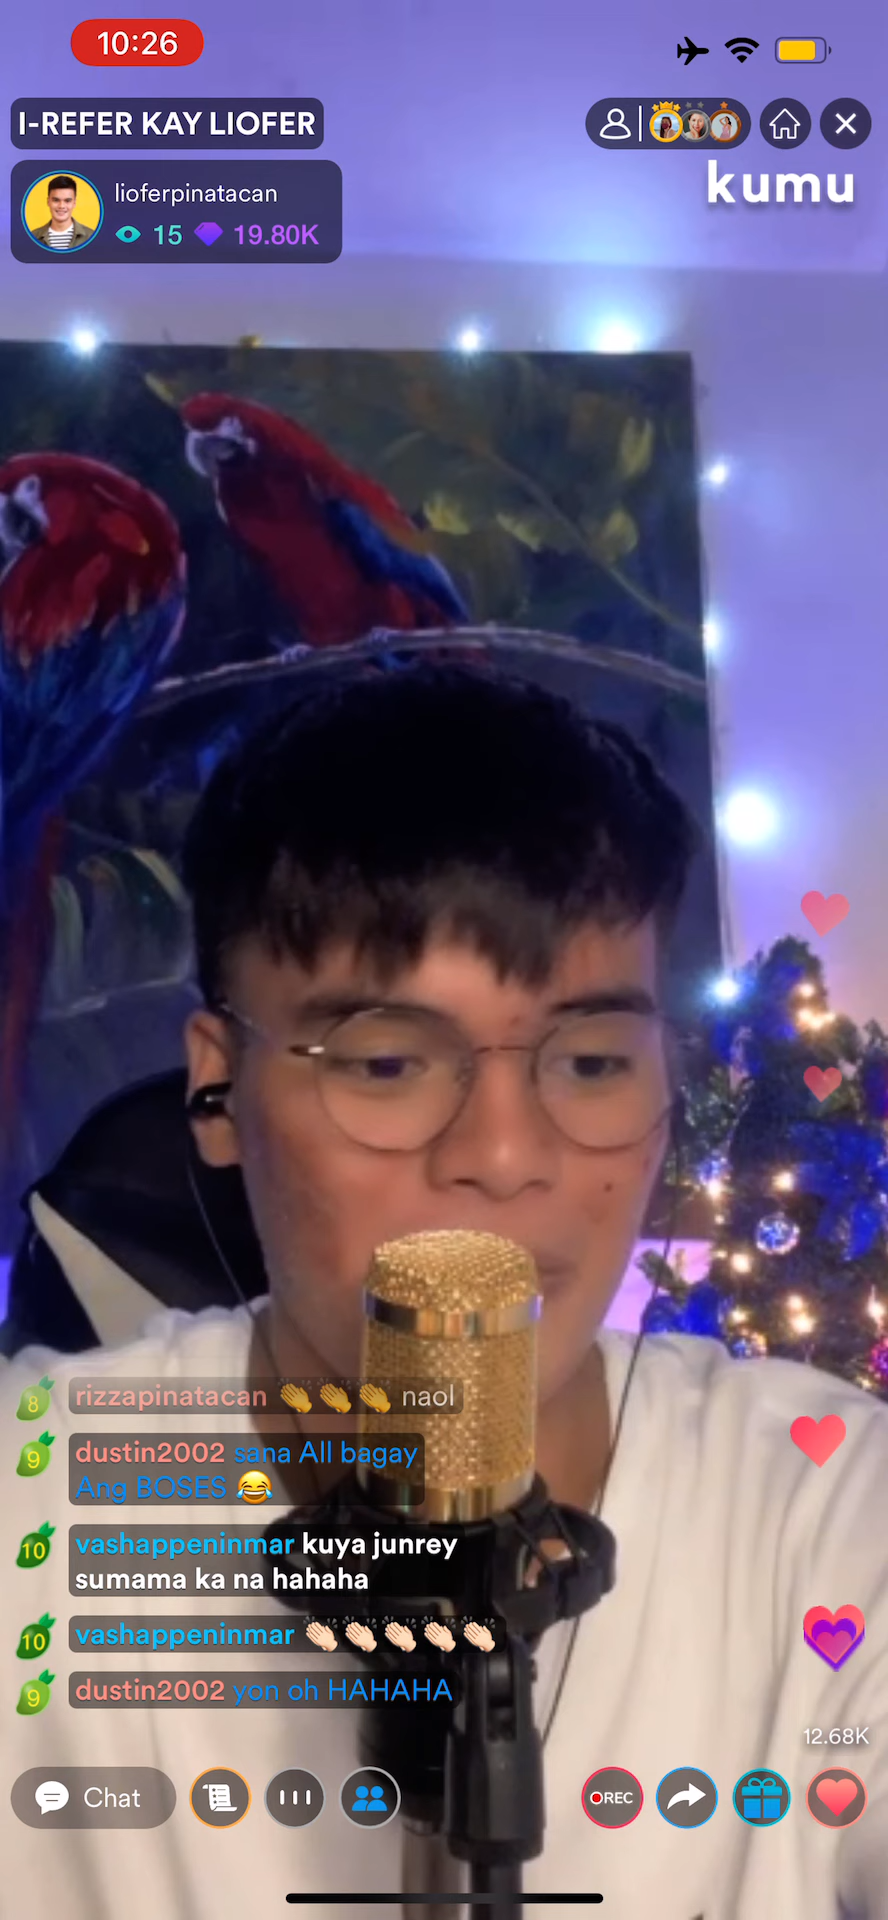 10:26
I-REFER KAY LIOFER
kumu
lioferpinatacan
15 19.80K
8 rizzapinatacan 👏👏👏 naol
9 dustin2002 sana All bagay
Ang BOSES 😂
10 vashappeninmar kuya junrey
sumama ka na hahaha
10 vashappeninmar 👏🏻👏🏻👏🏻👏🏻👏🏻
9 dustin2002 yon oh HAHAHA
12.68K
Chat
REC